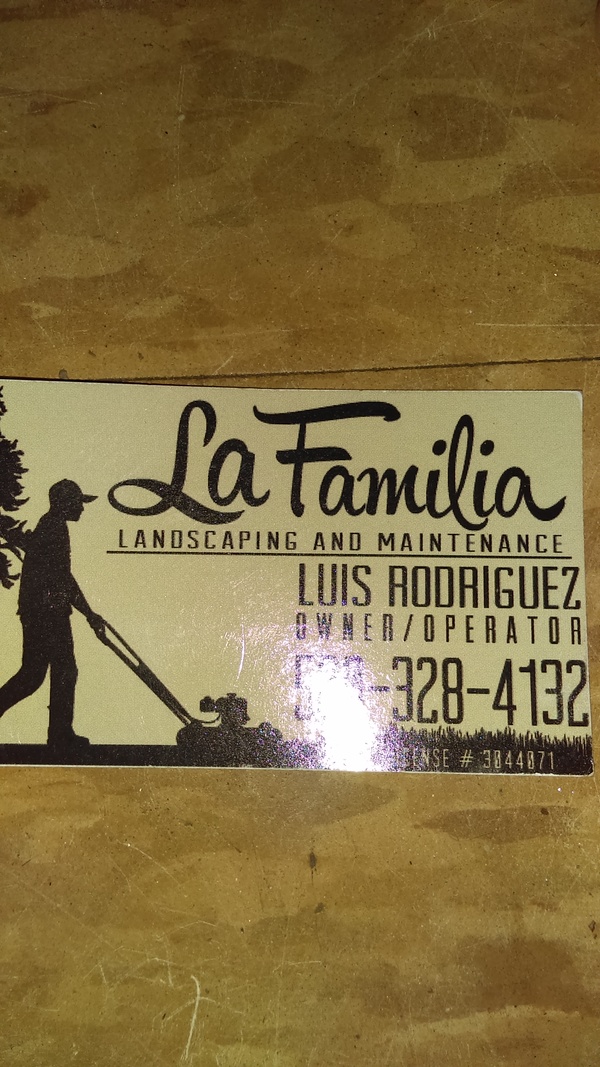 La Familia
LANDSCAPING AND MAINTENANCE
LUIS RODRIGUEZ
OWNER/OPERATOR
328-4132
# 3044071